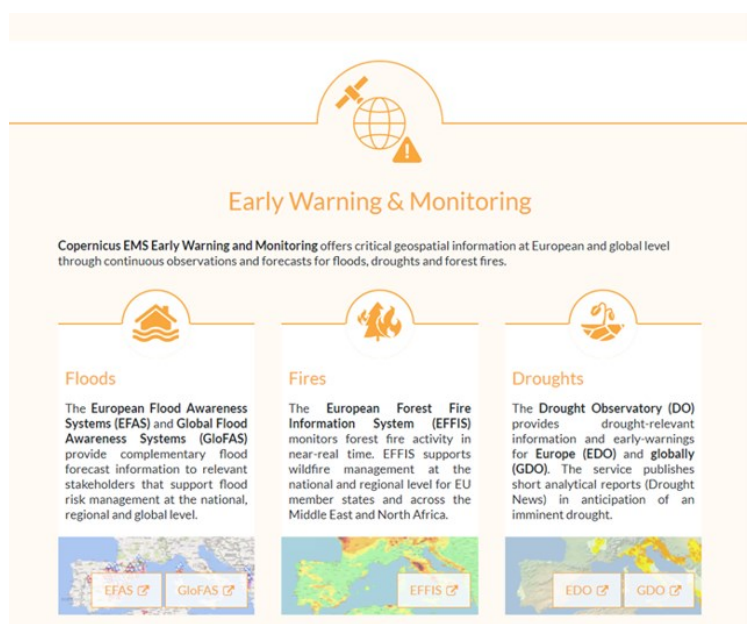 Early Warning & Monitoring
Copernicus EMS Early Warning and Monitoring offers critical geospatial information at European and global level
through continuous observations and forecasts for floods, droughts and forest fires.
Floods
The European Flood Awareness
Systems (EFAS) and Global Flood
Awareness Systems (GloFAS)
provide complementary flood
forecast information to relevant
stakeholders that support flood
risk management at the national,
regional and global level.
EFAS
GloFAS
Fires
The European Forest Fire
Information System (EFFIS)
monitors forest fire activity in
near-real time. EFFIS supports
wildfire management at the
national and regional level for EU
member states and across the
Middle East and North Africa.
EFFIS
Droughts
The Drought Observatory (DO)
provides drought-relevant
information and early-warnings
for Europe (EDO) and globally
(GDO). The service publishes
short analytical reports (Drought
News) in anticipation of an
imminent drought.
EDO
GDO